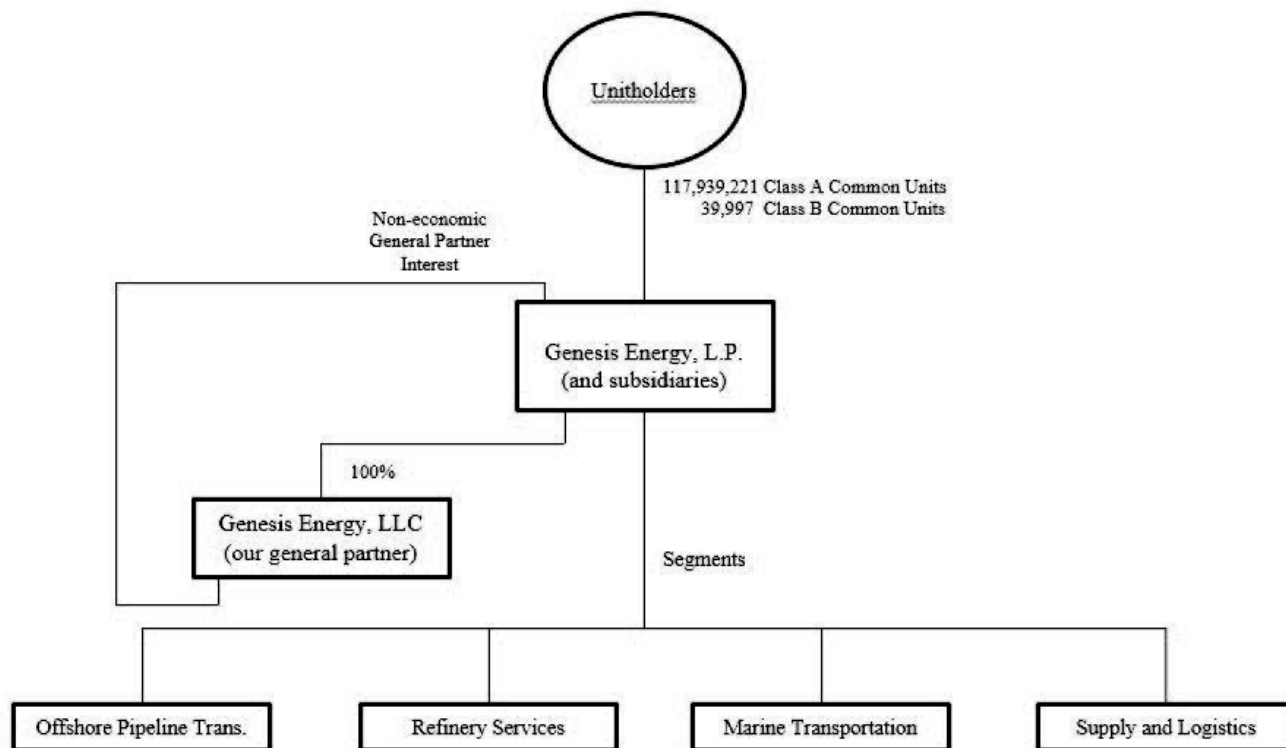 Unitholders
117,939,221 Class A Common Units
39,997 Class B Common Units
Non-economic
General Partner
Interest
Genesis Energy, L.P.
(and subsidiaries)
100%
Genesis Energy, LLC
(our general partner)
Segments
Offshore Pipeline Trans.
Refinery Services
Marine Transportation
Supply and Logistics